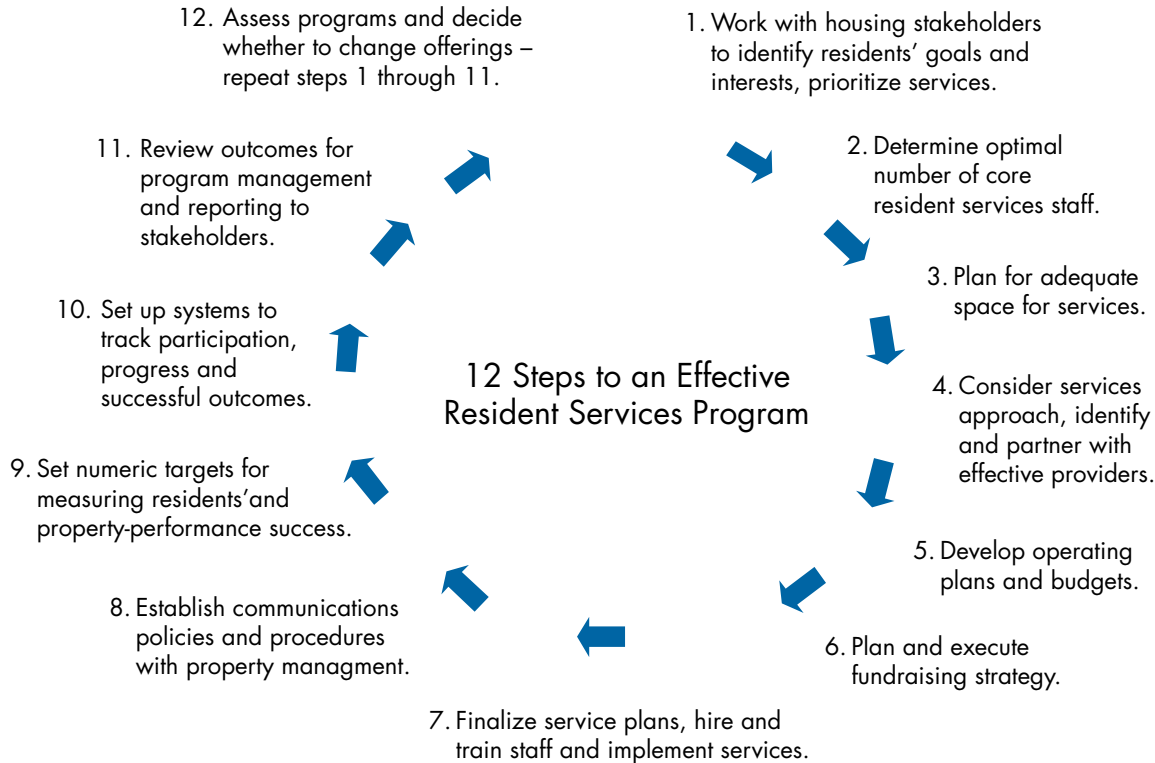 12. Assess programs and decide
whether to change offerings –
repeat steps 1 through 11.
1. Work with housing stakeholders
to identify residents’ goals and
interests, prioritize services.
11. Review outcomes for
program management
and reporting to
stakeholders.
2. Determine optimal
number of core
resident services staff.
10. Set up systems to
track participation,
progress and
successful outcomes.
3. Plan for adequate
space for services.
12 Steps to an Effective
Resident Services Program
4. Consider services
approach, identify
and partner with
effective providers.
9. Set numeric targets for
measuring residents’and
property-performance success.
5. Develop operating
plans and budgets.
8. Establish communications
policies and procedures
with property managment.
6. Plan and execute
fundraising strategy.
7. Finalize service plans, hire and
train staff and implement services.